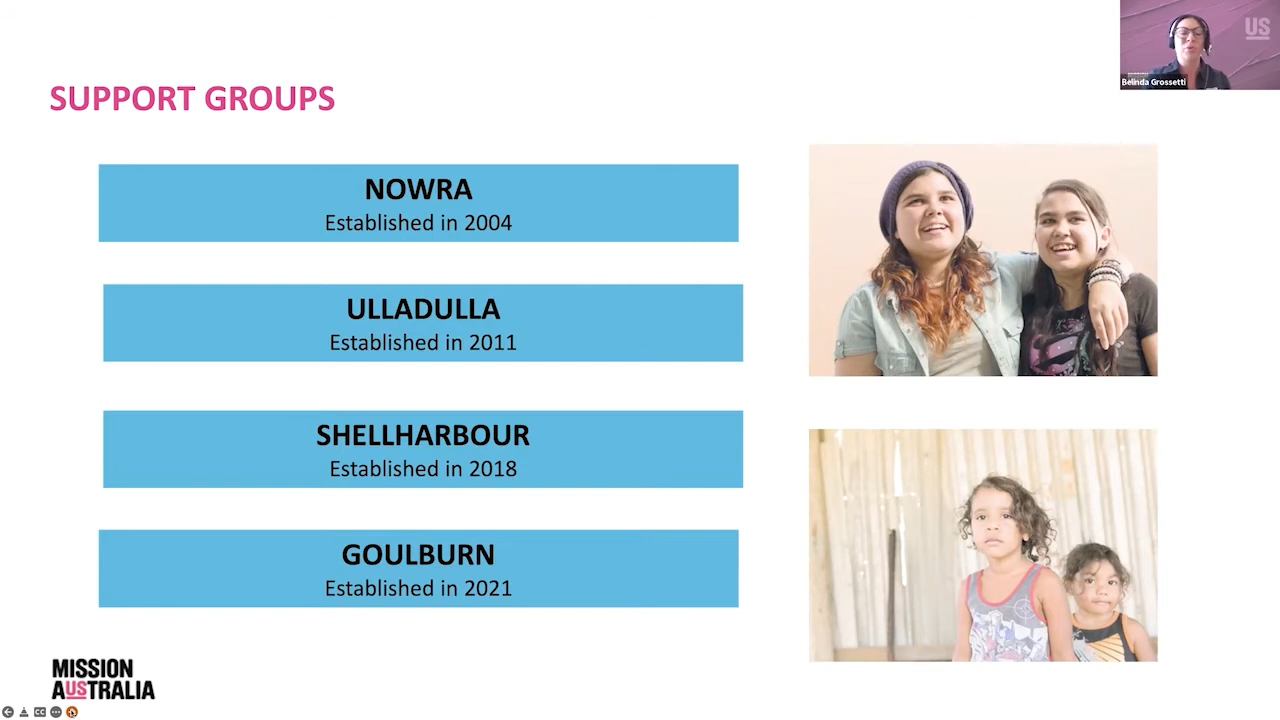 US
Belinda Grossetti
SUPPORT GROUPS
NOWRA
Established in 2004
ULLADULLA
Established in 2011
SHELLHARBOUR
Established in 2018
GOULBURN
Established in 2021
MISSION
AUSTRALIA
CC